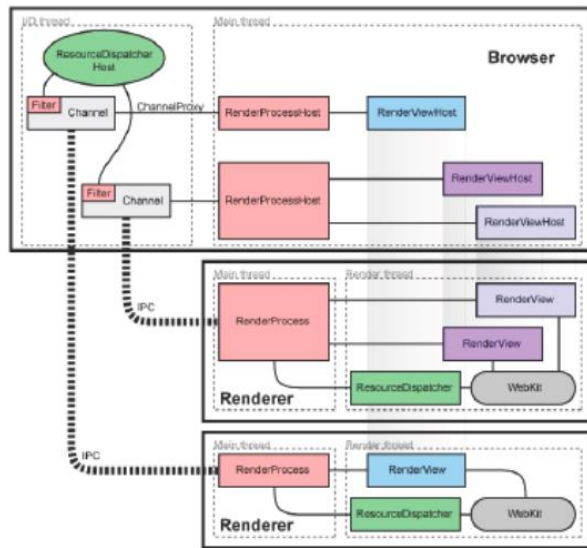 I/O thread
Main thread
ResourceDispatcher
Host
Browser
Filter
Channel
ChannelProxy
RenderProcessHost
RenderViewHost
Filter
Channel
RenderProcessHost
RenderViewHost
RenderViewHost
Main thread
Render thread
IPC
RenderProcess
RenderView
RenderView
Renderer
ResourceDispatcher
WebKit
Main thread
Render thread
IPC
RenderProcess
RenderView
Renderer
ResourceDispatcher
WebKit